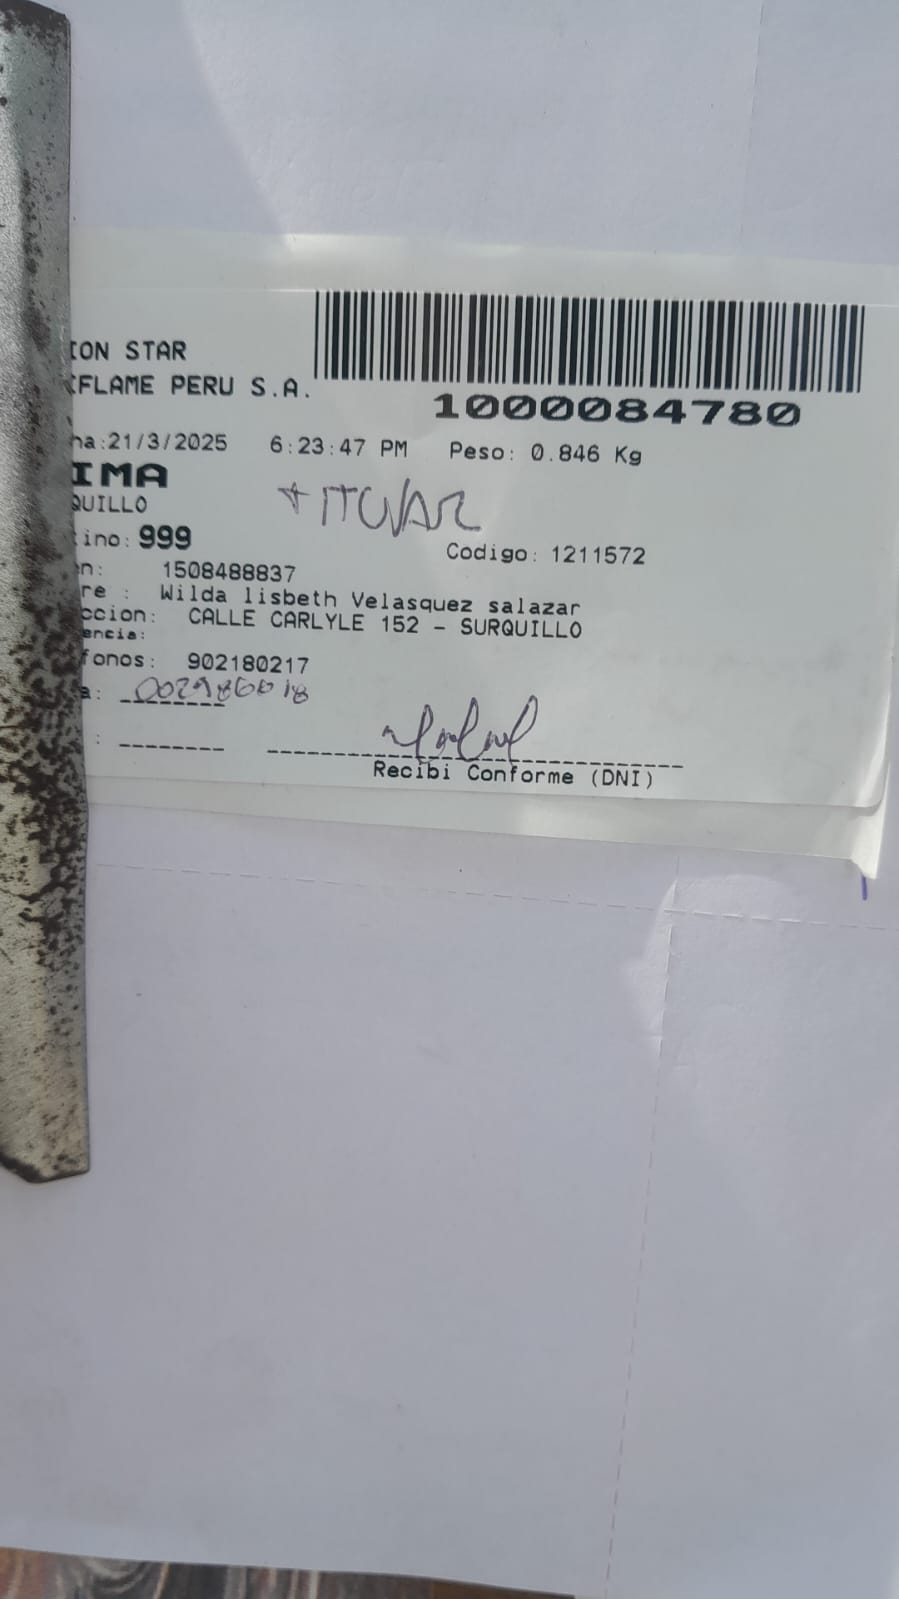 ION STAR
FLAME PERU S.A.
1000084780
ha:21/3/2025 6:23:47 PM Peso: 0.846 Kg
IMA
QUILLO
TITUVAR
ino: 999
Codigo: 1211572
n: 1508488837
re : Wilda lisbeth Velasquez salazar
ccion: CALLE CARLYLE 152 - SURQUILLO
encia:
fonos: 902180217
a:
: -------- 
Recibi Conforme (DNI)